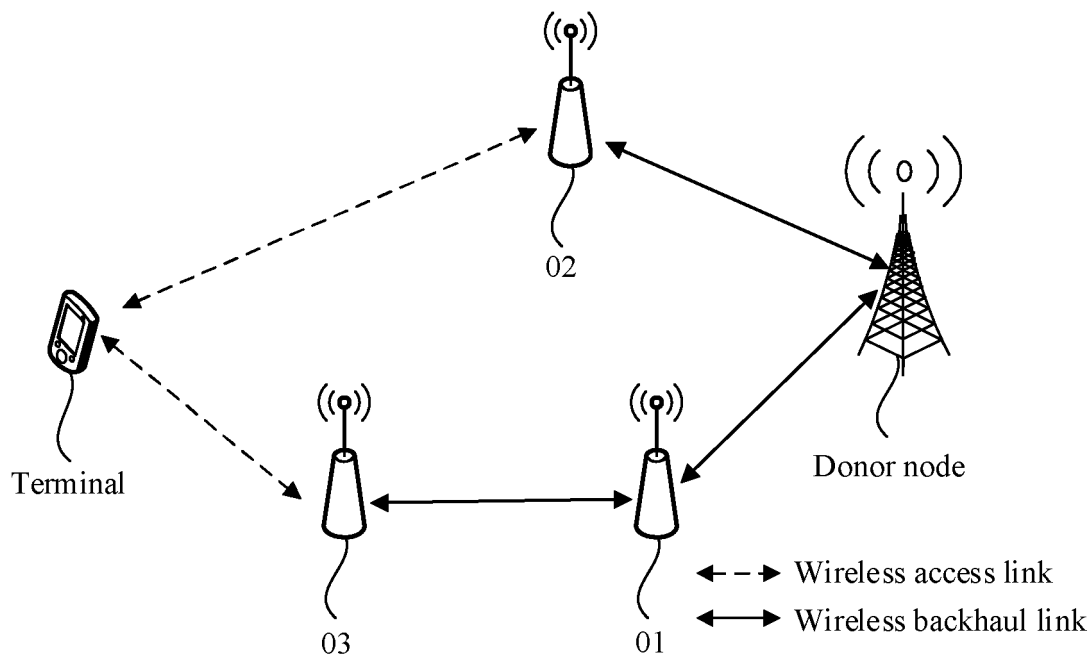 02
Terminal
Donor node
03
01
Wireless access link
Wireless backhaul link